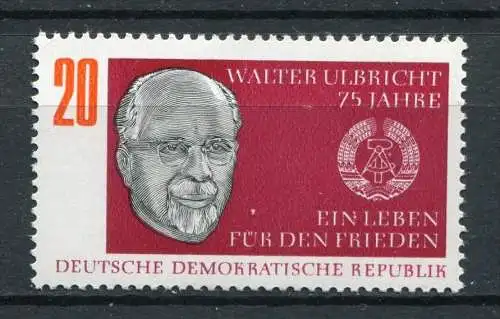 20
WALTER ULBRICHT
75 JAHRE
EIN LEBEN
FÜR DEN FRIEDEN
DEUTSCHE DEMOKRATISCHE REPUBLIK